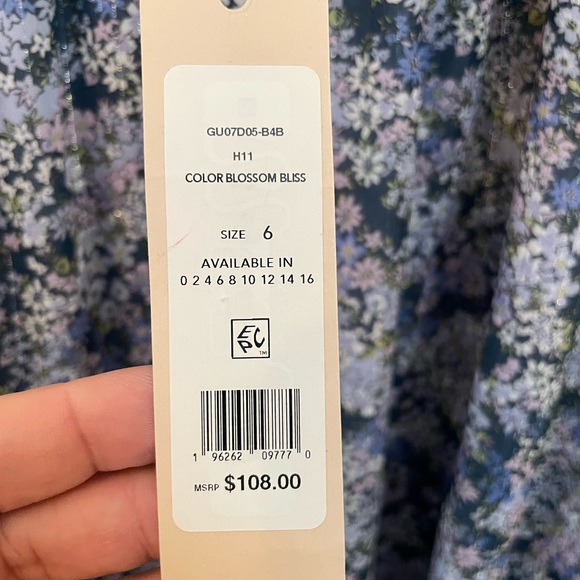 GU07D05-B4B
H11
COLOR BLOSSOM BLISS
SIZE 6
AVAILABLE IN
0 2 4 6 8 10 12 14 16
EPC™
1 96262 09777 0
MSRP $108.00